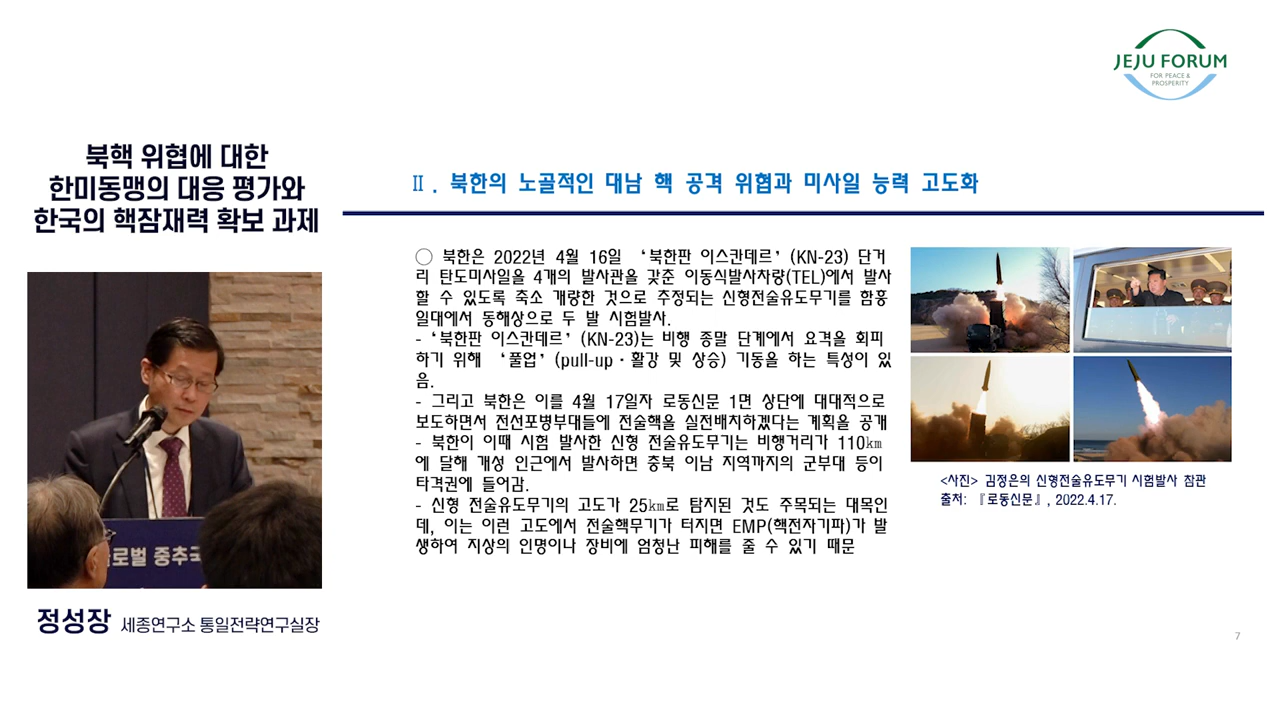 JEJU FORUM
FOR PEACE &
PROSPERITY
북핵 위협에 대한
한미동맹의 대응 평가와
한국의 핵잠재력 확보 과제
Ⅱ. 북한의 노골적인 대남 핵 공격 위협과 미사일 능력 고도화
○ 북한은 2022년 4월 16일 ‘북한판 이스칸데르’(KN-23) 단거
리 탄도미사일을 4개의 발사관을 갖춘 이동식발사차량(TEL)에서 발사
할 수 있도록 축소 개량한 것으로 추정되는 신형전술유도무기를 함흥
일대에서 동해상으로 두 발 시험발사.
- ‘북한판 이스칸데르’(KN-23)는 비행 종말 단계에서 요격을 회피
하기 위해 ‘풀업’(pull-up·활강 및 상승) 기동을 하는 특성이 있
음.
- 그리고 북한은 이를 4월 17일자 로동신문 1면 상단에 대대적으로
보도하면서 전선포병부대들에 전술핵을 실전배치하겠다는 계획을 공개
- 북한이 이때 시험 발사한 신형 전술유도무기는 비행거리가 110㎞
에 달해 개성 인근에서 발사하면 충북 이남 지역까지의 군부대 등이
타격권에 들어감.
- 신형 전술유도무기의 고도가 25㎞로 탐지된 것도 주목되는 대목인
데, 이는 이런 고도에서 전술핵무기가 터지면 EMP(핵전자기파)가 발
생하여 지상의 인명이나 장비에 엄청난 피해를 줄 수 있기 때문
<사진> 김정은의 신형전술유도무기 시험발사 참관
출처: 『로동신문』, 2022.4.17.
로벌 중추국
정성장 세종연구소 통일전략연구실장
7